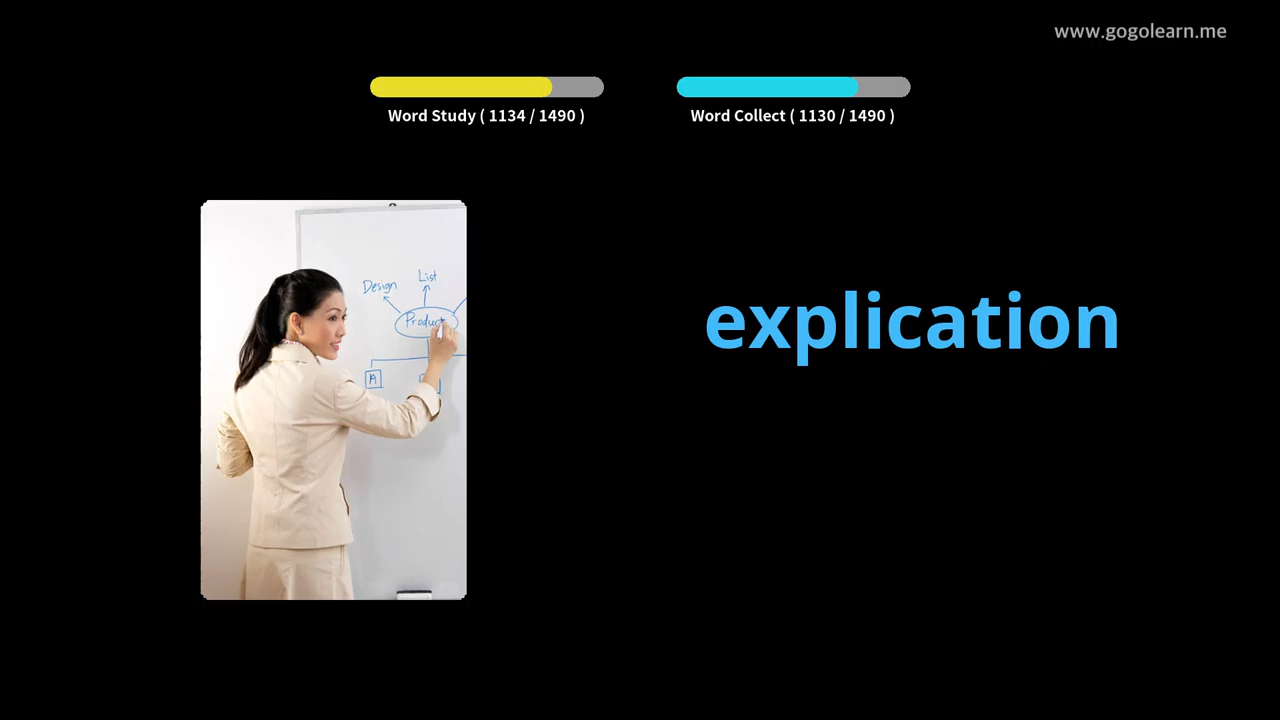 www.gogolearn.me
Word Study ( 1134 / 1490 )
Word Collect ( 1130 / 1490 )
Design
List
Product
A
explication